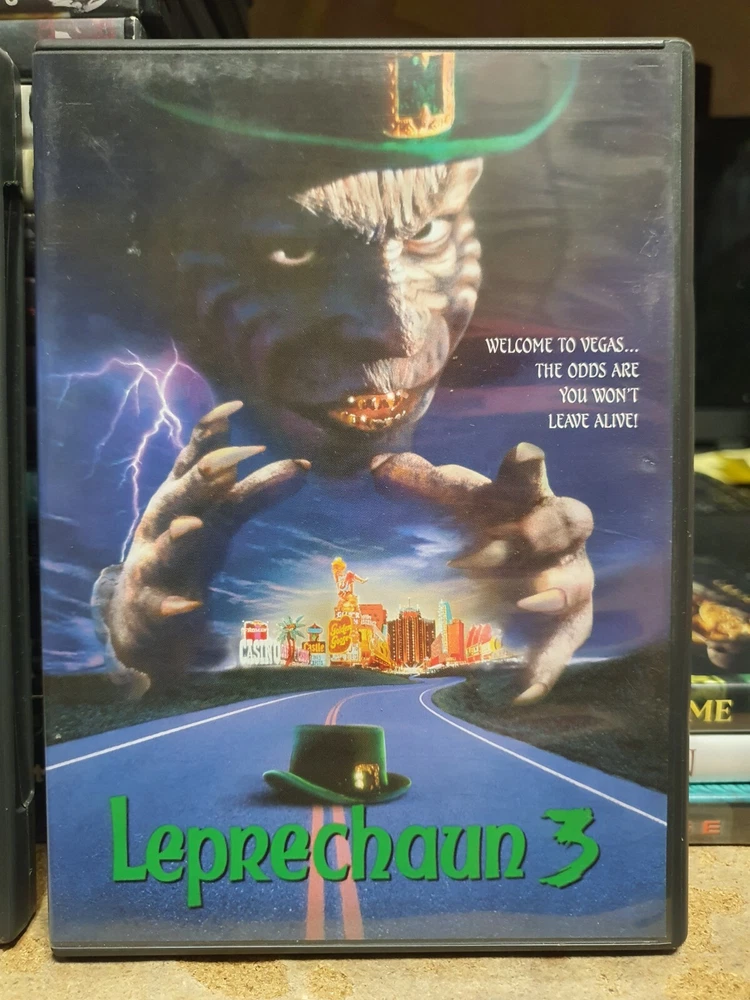 WELCOME TO VEGAS...
THE ODDS ARE
YOU WON'T
LEAVE ALIVE!
CASINO
Leprechaun 3
ME